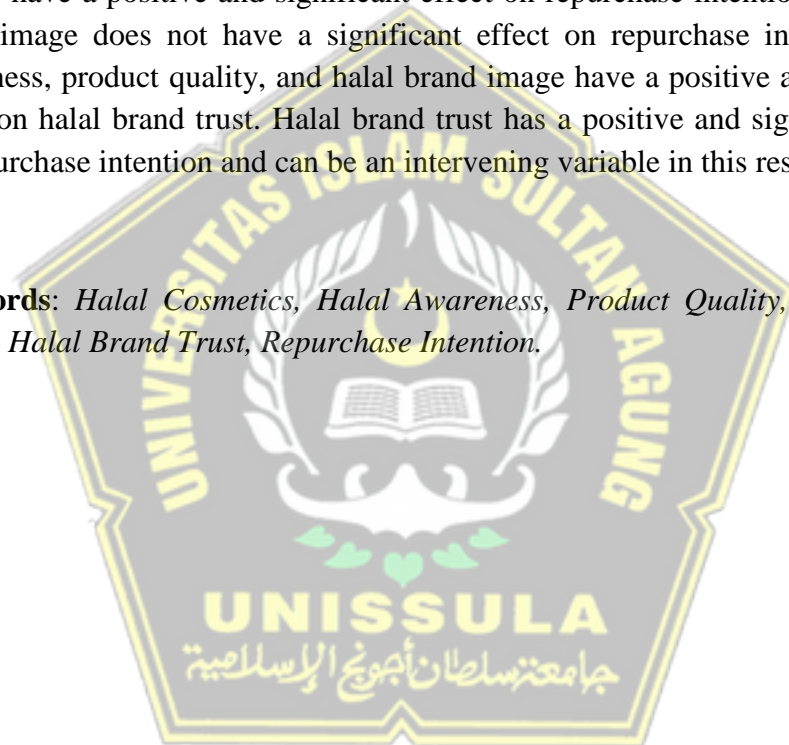 have a positive and significant effect on repurchase intention
image does not have a significant effect on repurchase in
ness, product quality, and halal brand image have a positive a
on halal brand trust. Halal brand trust has a positive and sig
urchase intention and can be an intervening variable in this res
ords: Halal Cosmetics, Halal Awareness, Product Quality,
Halal Brand Trust, Repurchase Intention.
UNIVERSITAS ISLAM SULTAN AGUNG
UNISSULA
جامعة سلطان أجونج الإسلامية